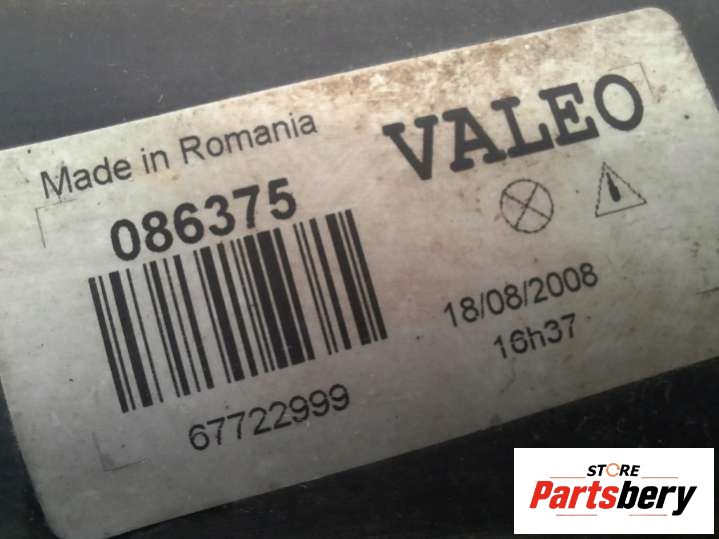 Made in Romania
VALEO
086375
18/08/2008
16h37
67722999
STORE
Partsbery